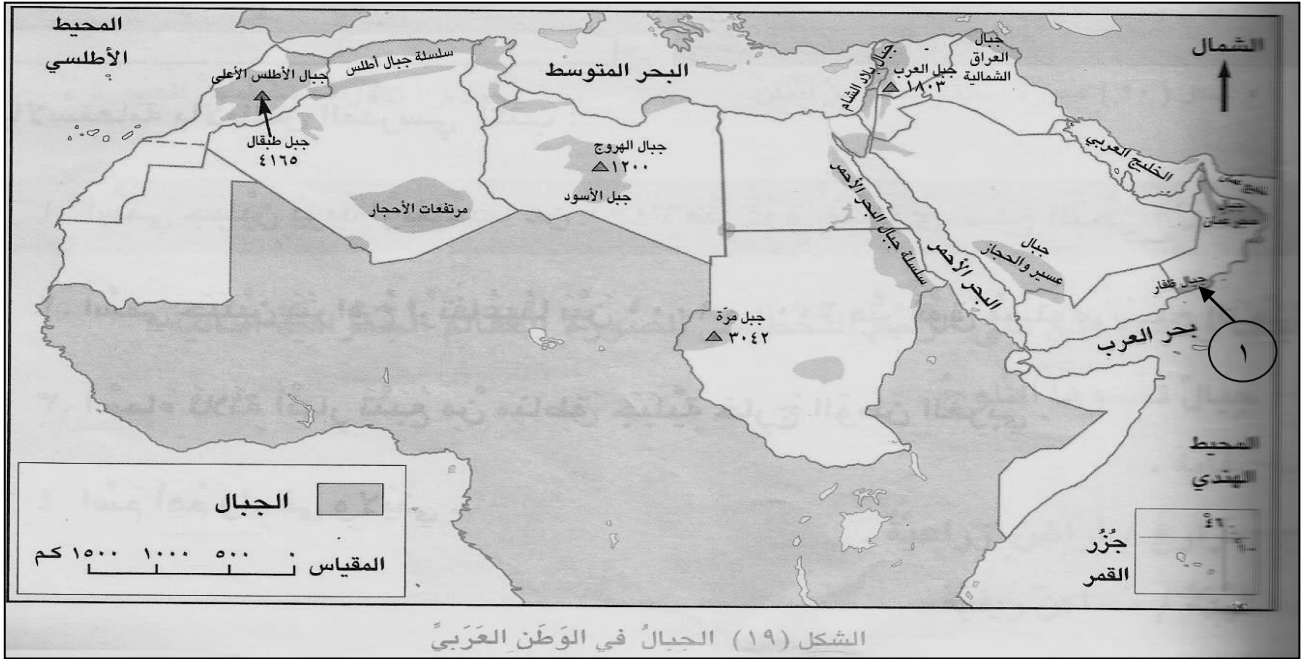 المحيط
الأطلسي
الشمال
سلسلة جبال أطلس
جبال الأطلس الأعلى
جبل طبقال
٤١٦٥
البحر المتوسط
جبال بلاد الشام
جبل العرب
١٨٠٣
جبال
العراق
الشمالية
الخليج العربي
جبال الهروج
١٢٠٠
جبل الأسود
مرتفعات الأحجار
سلسلة جبال البحر الأحمر
البحر الأحمر
جبال
عسير والحجاز
جبال ظفار
١
بحر العرب
جبل مرّة
٣٠٤٢
المحيط
الهندي
جُزُر
القمر
الجبال
المقياس
٠ ٥٠٠ ١٠٠٠ ١٥٠٠ كم
الشكل (١٩) الجبالُ في الوَطَنِ العَرَبيِّ